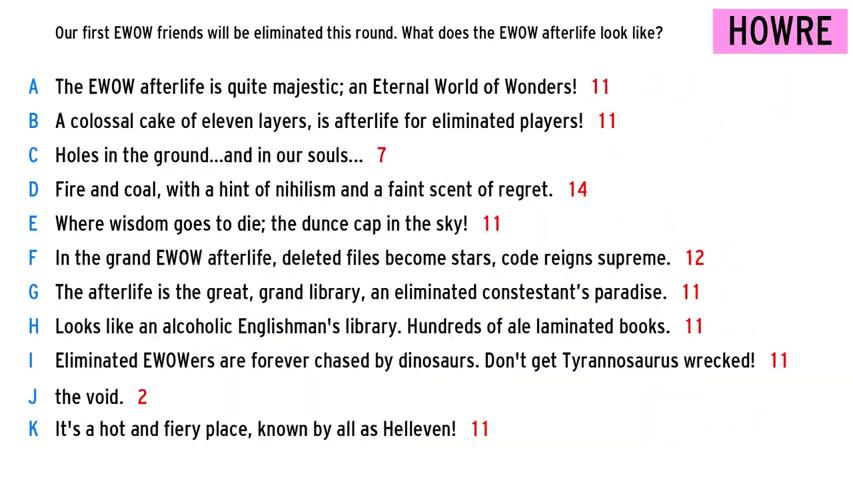 Our first EWOW friends will be eliminated this round. What does the EWOW afterlife look like?
HOWRE
A The EWOW afterlife is quite majestic; an Eternal World of Wonders! 11
B A colossal cake of eleven layers, is afterlife for eliminated players! 11
C Holes in the ground...and in our souls... 7
D Fire and coal, with a hint of nihilism and a faint scent of regret. 14
E Where wisdom goes to die; the dunce cap in the sky! 11
F In the grand EWOW afterlife, deleted files become stars, code reigns supreme. 12
G The afterlife is the great, grand library, an eliminated constestant’s paradise. 11
H Looks like an alcoholic Englishman's library. Hundreds of ale laminated books. 11
I Eliminated EWOWers are forever chased by dinosaurs. Don't get Tyrannosaurus wrecked! 11
J the void. 2
K It's a hot and fiery place, known by all as Helleven! 11